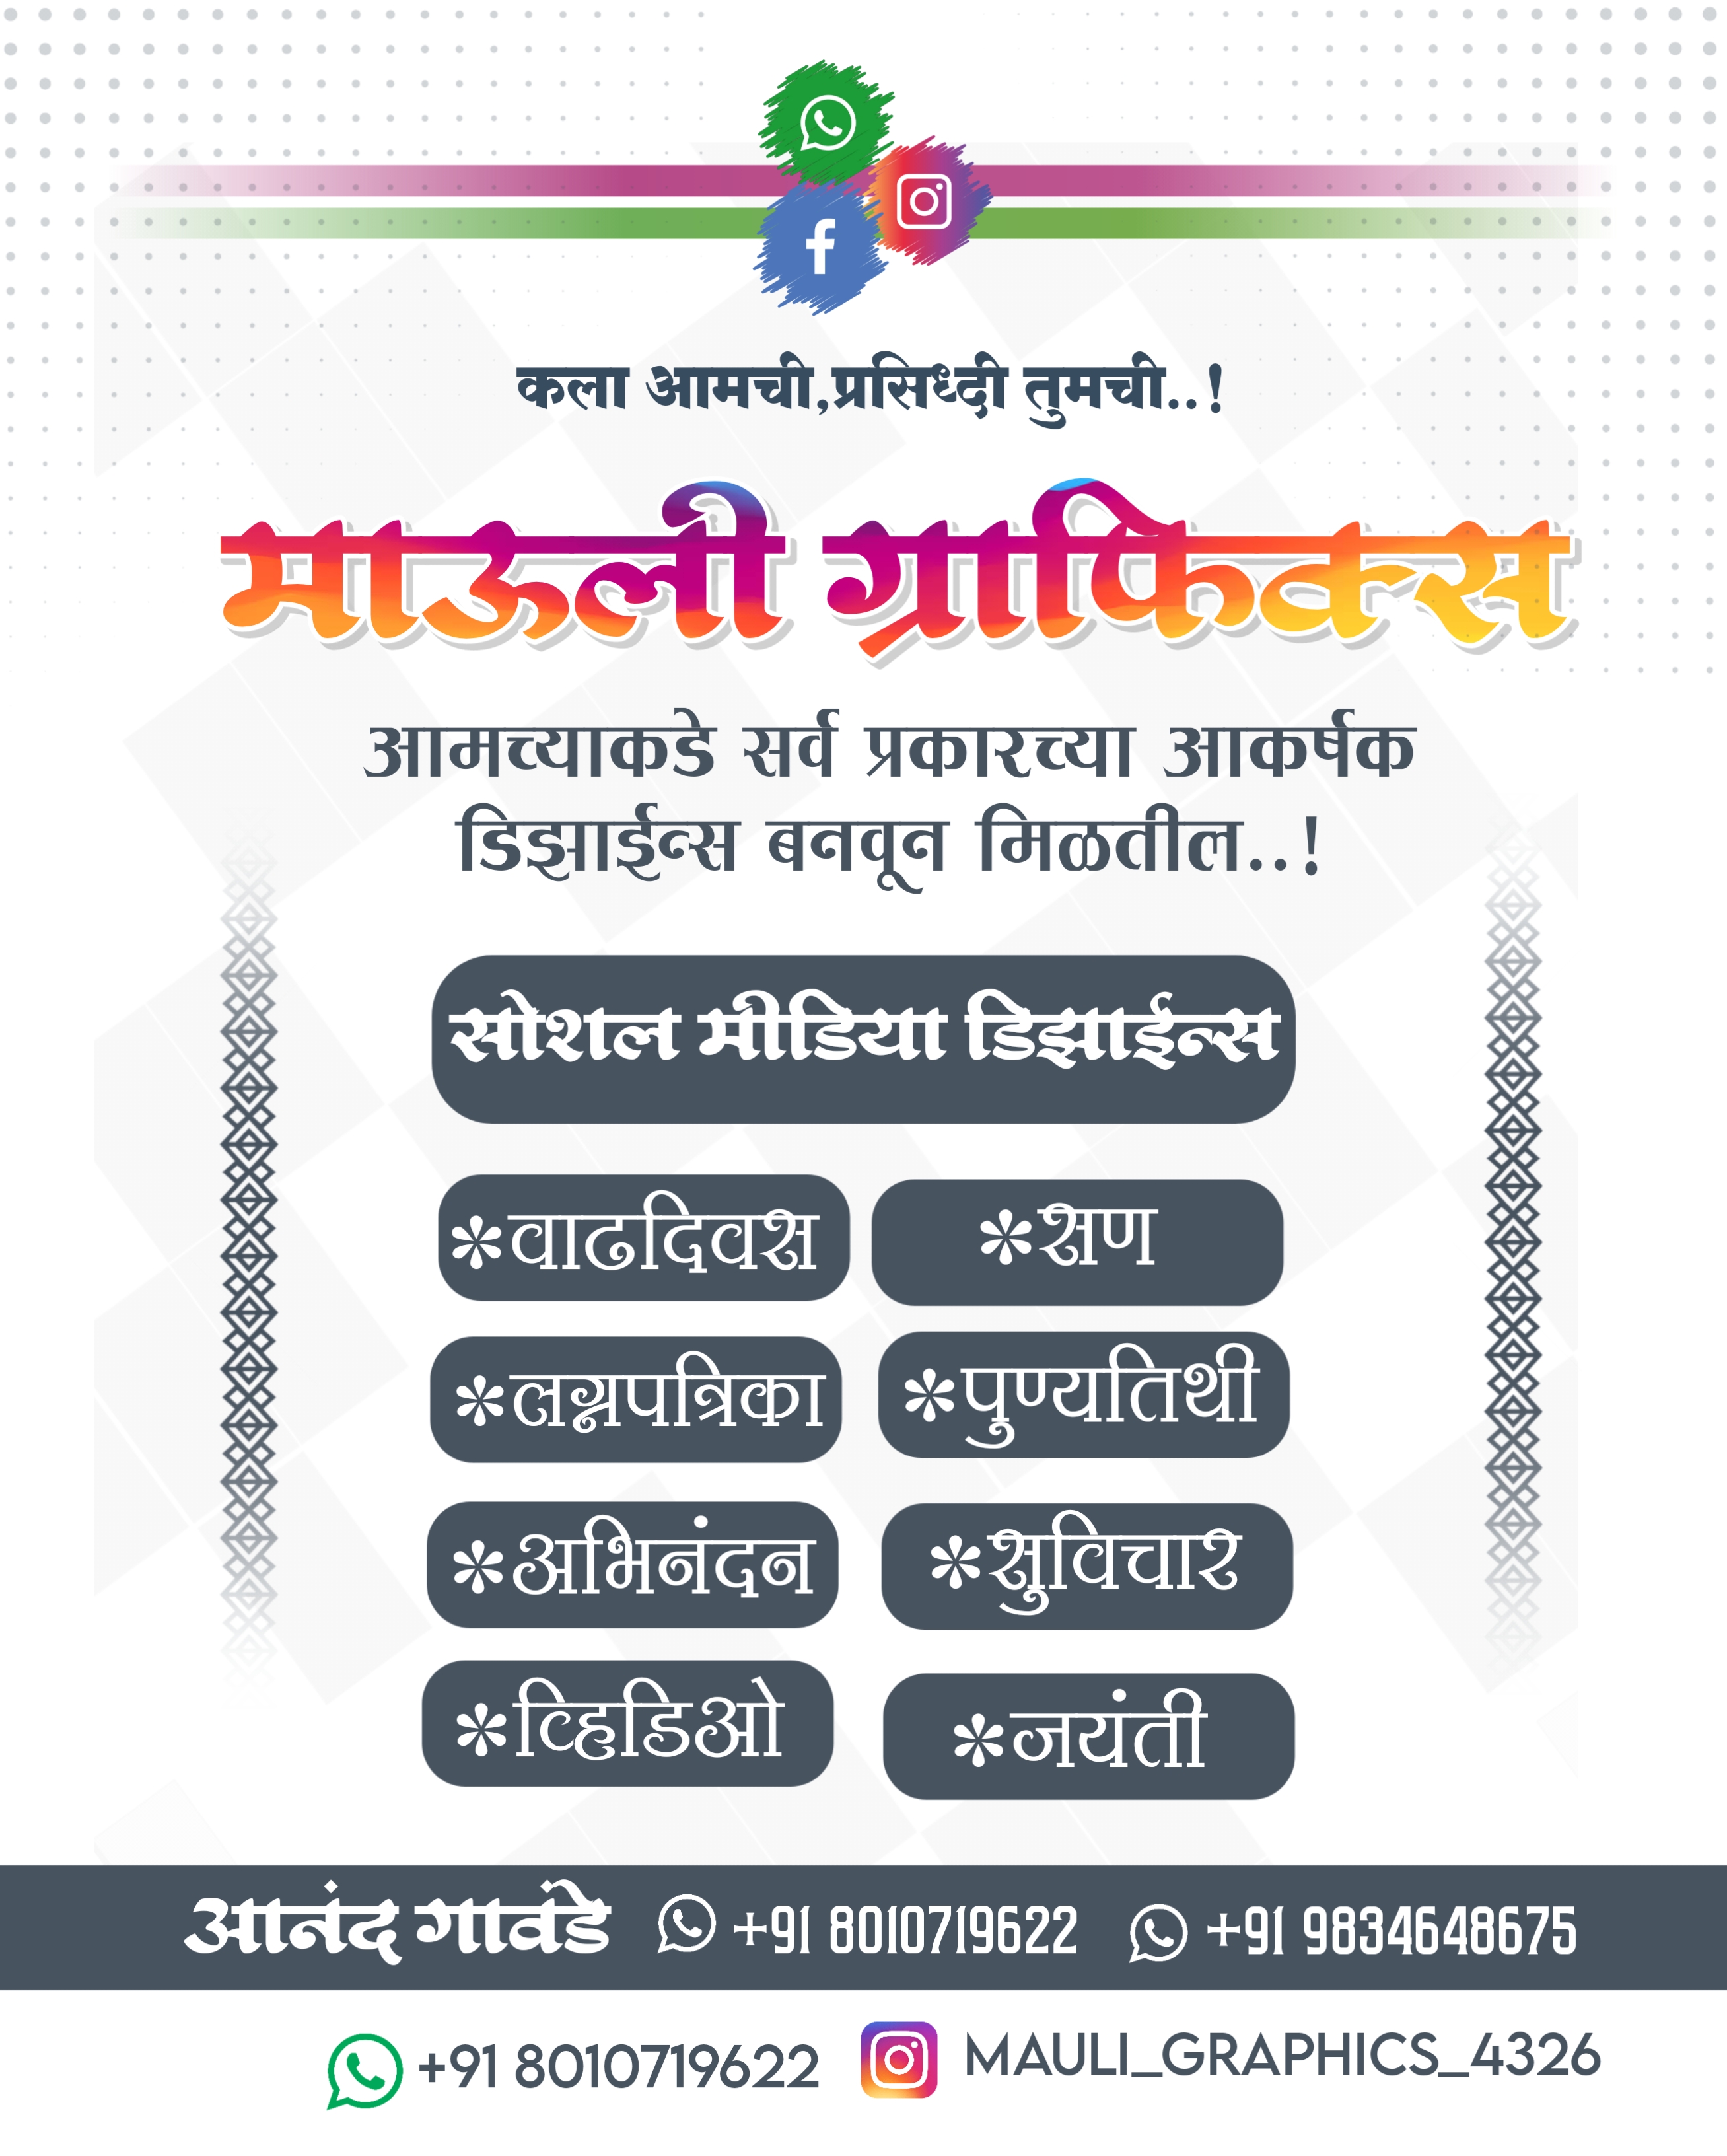 कला आमची,प्रसिध्दी तुमची..!
माऊली ग्राफिक्स
आमच्याकडे सर्व प्रकारच्या आकर्षक
डिझाईन्स बनवून मिळतील..!
सोशल मीडिया डिझाईन्स
*वाढदिवस *सण
*लग्नपत्रिका *पुण्यतिथी
*अभिनंदन *सुविचार
*व्हिडिओ *जयंती
आनंद गावंडे +91 8010719622 +91 9834648675
+91 8010719622 MAULI_GRAPHICS_4326